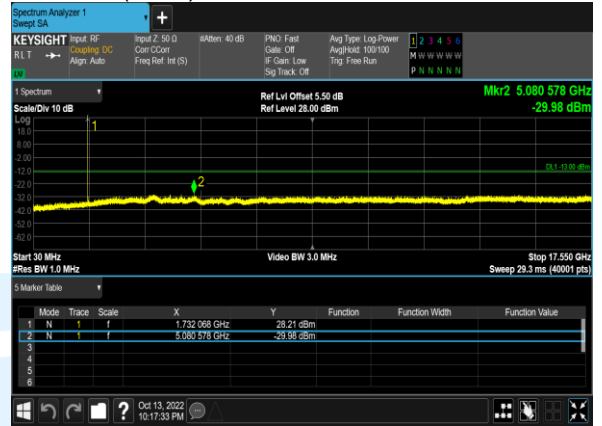 Spectrum Analyzer 1
Swept SA
+
KEYSIGHT Input: RF Input Z: 50 Ω #Atten: 40 dB PNO: Fast Avg Type: Log-Power 1 2 3 4 5 6
RLT Coupling: DC Corr CCorr Gate: Off Avg|Hold: 100/100 M W W W W W
Align: Auto Freq Ref: Int (S) IF Gain: Low Trig: Free Run
Sig Track: Off P N N N N N
1 Spectrum
Ref Lvl Offset 5.50 dB Mkr2 5.080 578 GHz
Scale/Div 10 dB Ref Level 28.00 dBm -29.98 dBm
Log
1
18.0
8.00
-2.00
DL1 -13.00 dBm
-12.0
2
-22.0
-32.0
-42.0
-52.0
-62.0
Start 30 MHz Video BW 3.0 MHz Stop 17.550 GHz
#Res BW 1.0 MHz Sweep 29.3 ms (40001 pts)
5 Marker Table
Mode Trace Scale X Y Function Function Width Function Value
1 N 1 f 1.732 068 GHz 28.21 dBm
2 N 1 f 5.080 578 GHz -29.98 dBm
3
4
5
6
? Oct 13, 2022
10:17:33 PM